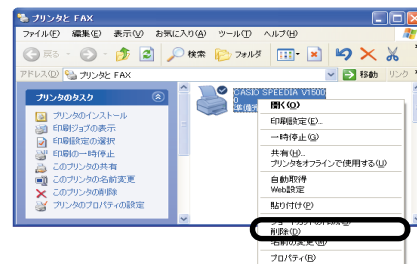 プリンタと FAX
ファイル(F) 編集(E) 表示(V) お気に入り(A) ツール(T) ヘルプ(H)
戻る 検索 フォルダ
アドレス(D) プリンタと FAX 移動 リンク
プリンタのタスク
プリンタのインストール
印刷ジョブの表示
印刷設定の選択
印刷の一時停止
このプリンタの共有
このプリンタの名前変更
このプリンタの削除
プリンタのプロパティの設定
CASIO SPEEDIA V1500
0
開く(O)
印刷設定(E)...
一時停止(G)
共有(H)...
プリンタをオフラインで使用する(U)
自動取得
Web設定
貼り付け(P)
削除(D)
名前の変更(M)
プロパティ(R)